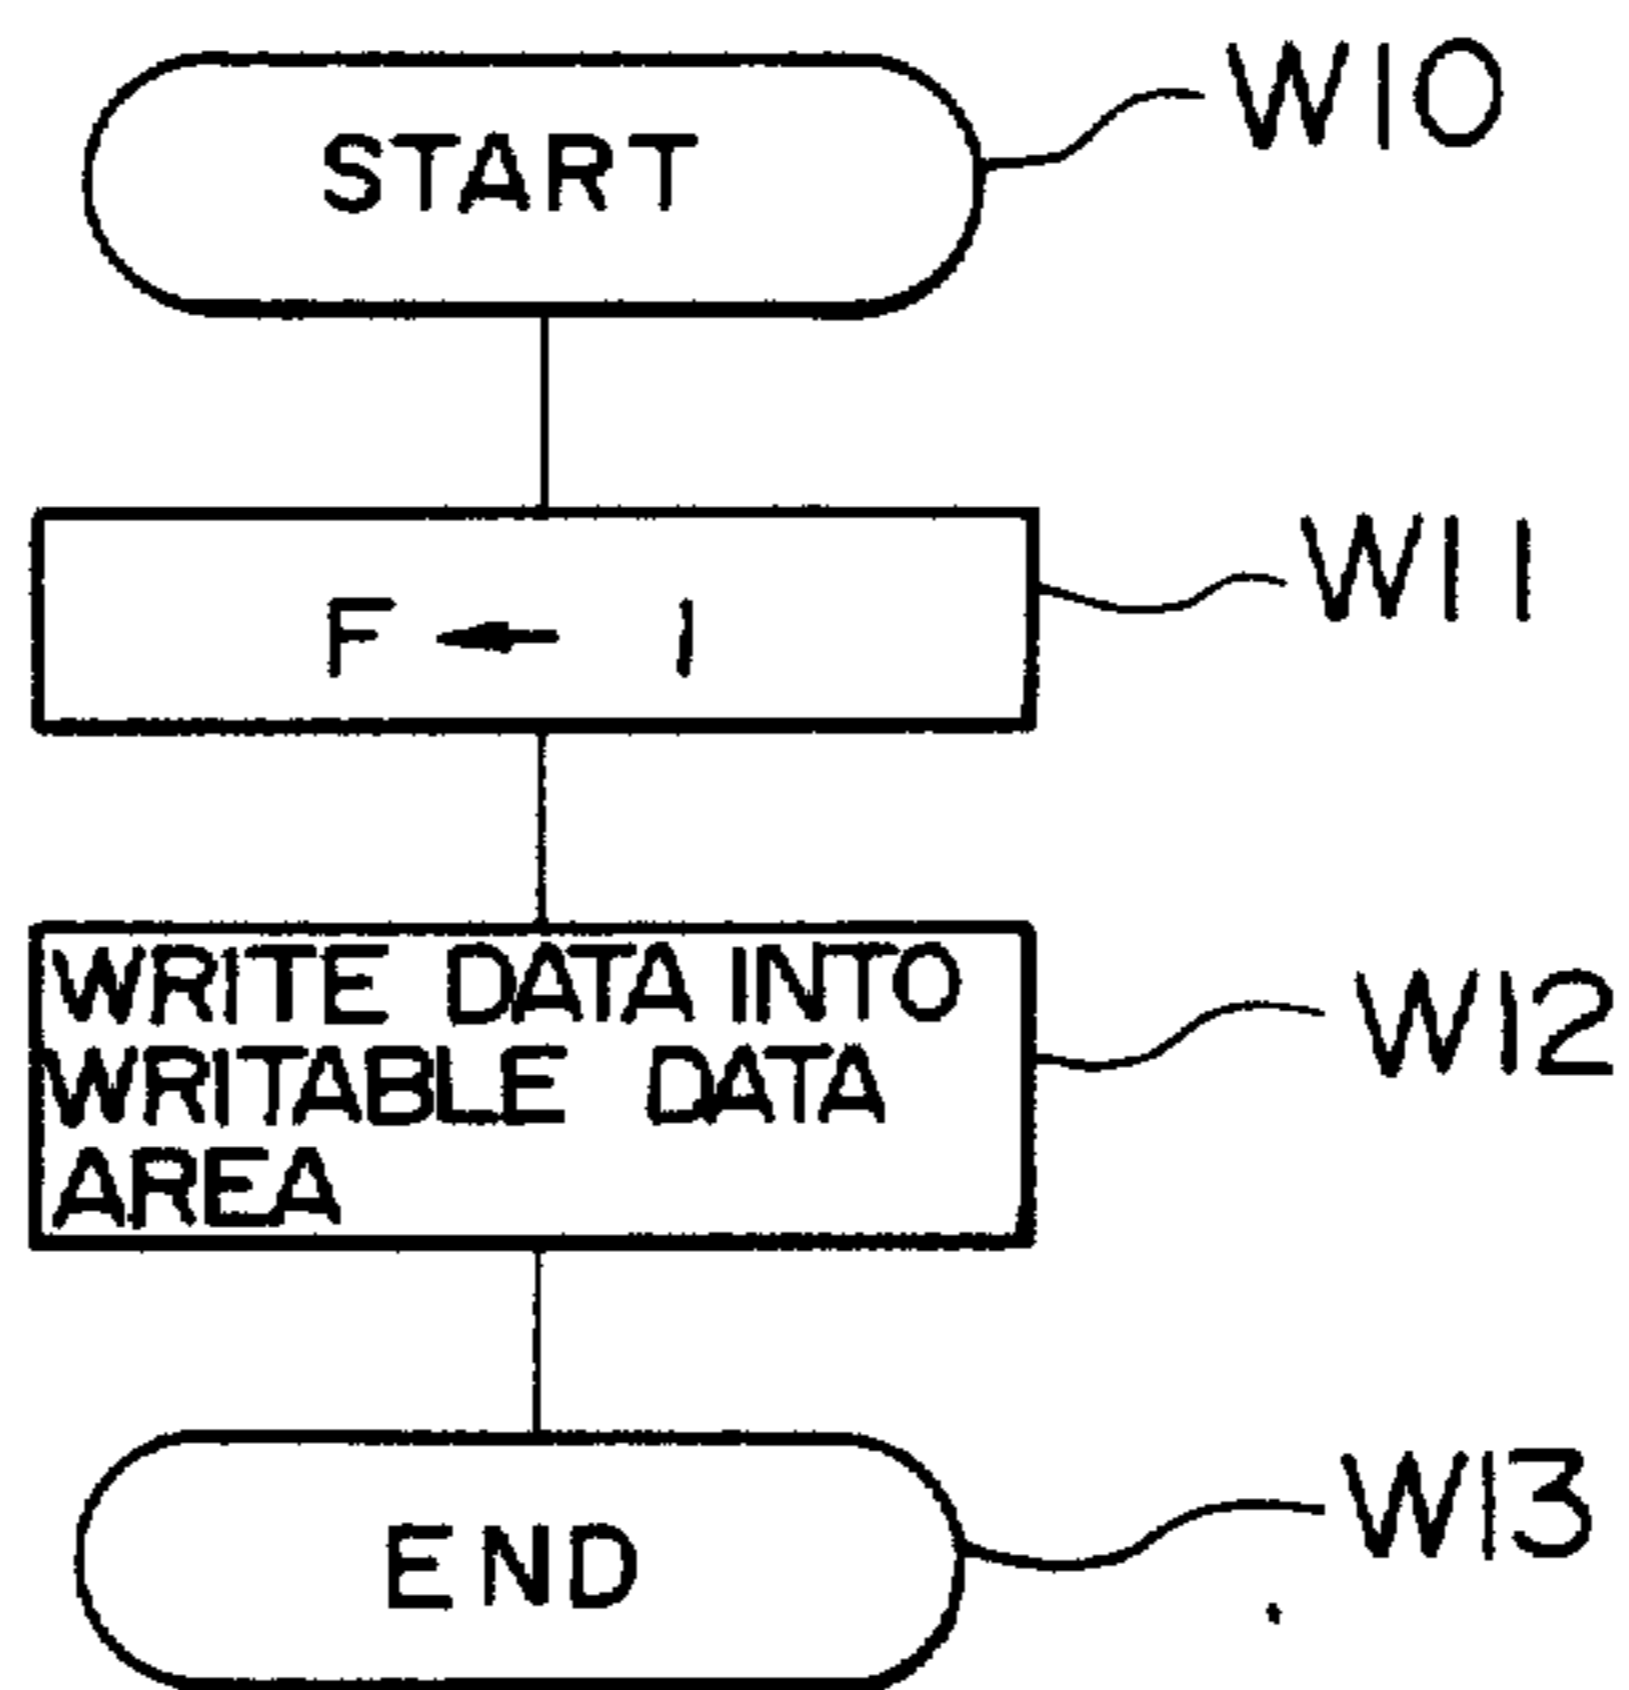 START
W10
F ← 1
W11
WRITE DATA INTO
WRITABLE DATA
AREA
W12
END
W13